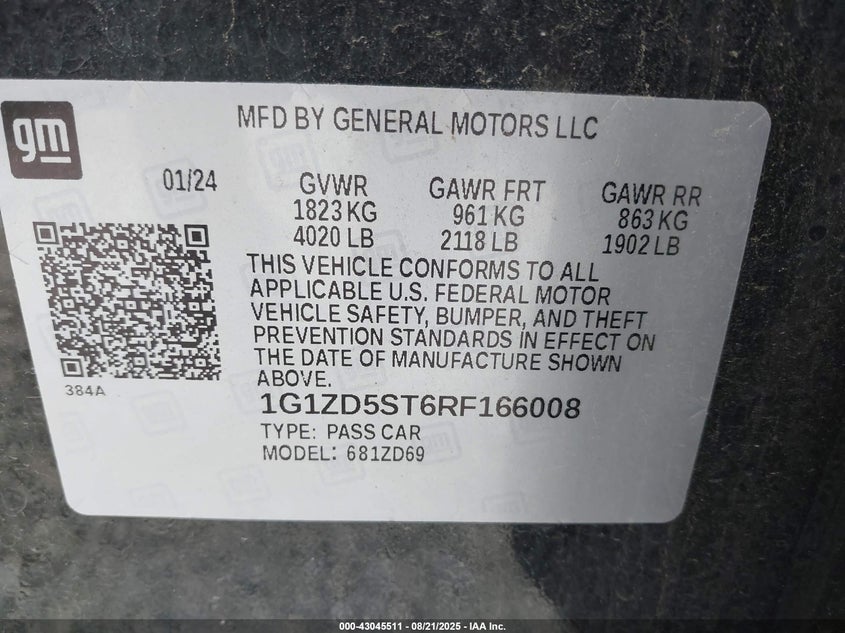 gm
MFD BY GENERAL MOTORS LLC
01/24
GVWR
1823 KG
4020 LB
GAWR FRT
961 KG
2118 LB
GAWR RR
863 KG
1902 LB
THIS VEHICLE CONFORMS TO ALL
APPLICABLE U.S. FEDERAL MOTOR
VEHICLE SAFETY, BUMPER, AND THEFT
PREVENTION STANDARDS IN EFFECT ON
THE DATE OF MANUFACTURE SHOWN
ABOVE.
384A
1G1ZD5ST6RF166008
TYPE: PASS CAR
MODEL: 681ZD69
000-43045511 - 08/21/2025 - IAA Inc.